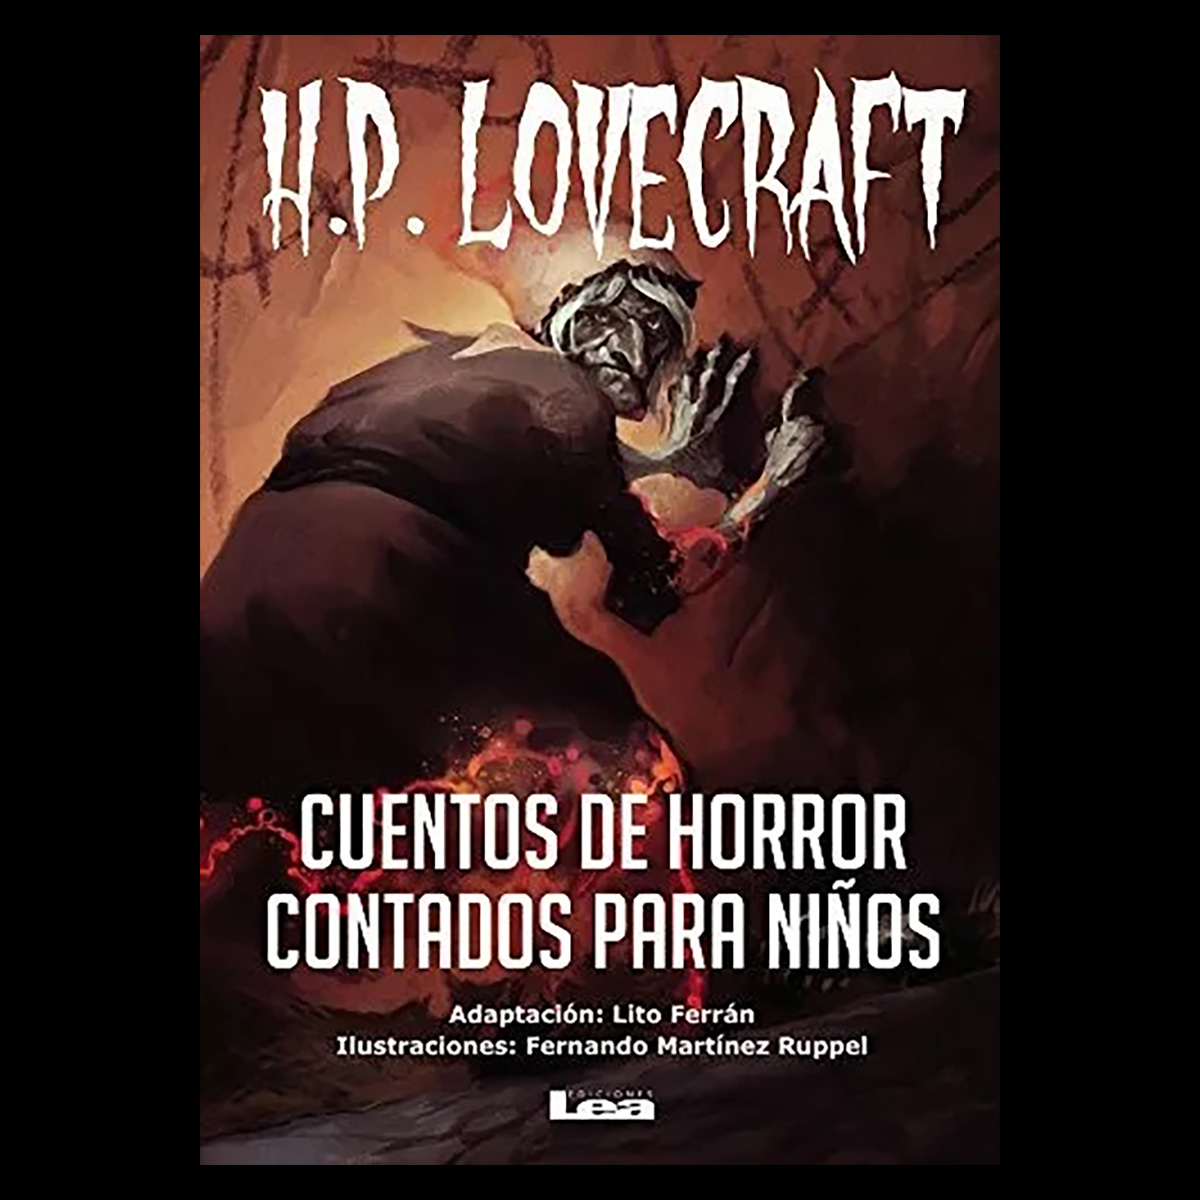 H.P. LOVECRAFT
CUENTOS DE HORROR
CONTADOS PARA NIÑOS
Adaptación: Lito Ferrán
Ilustraciones: Fernando Martínez Ruppel
EDICIONES
Lea